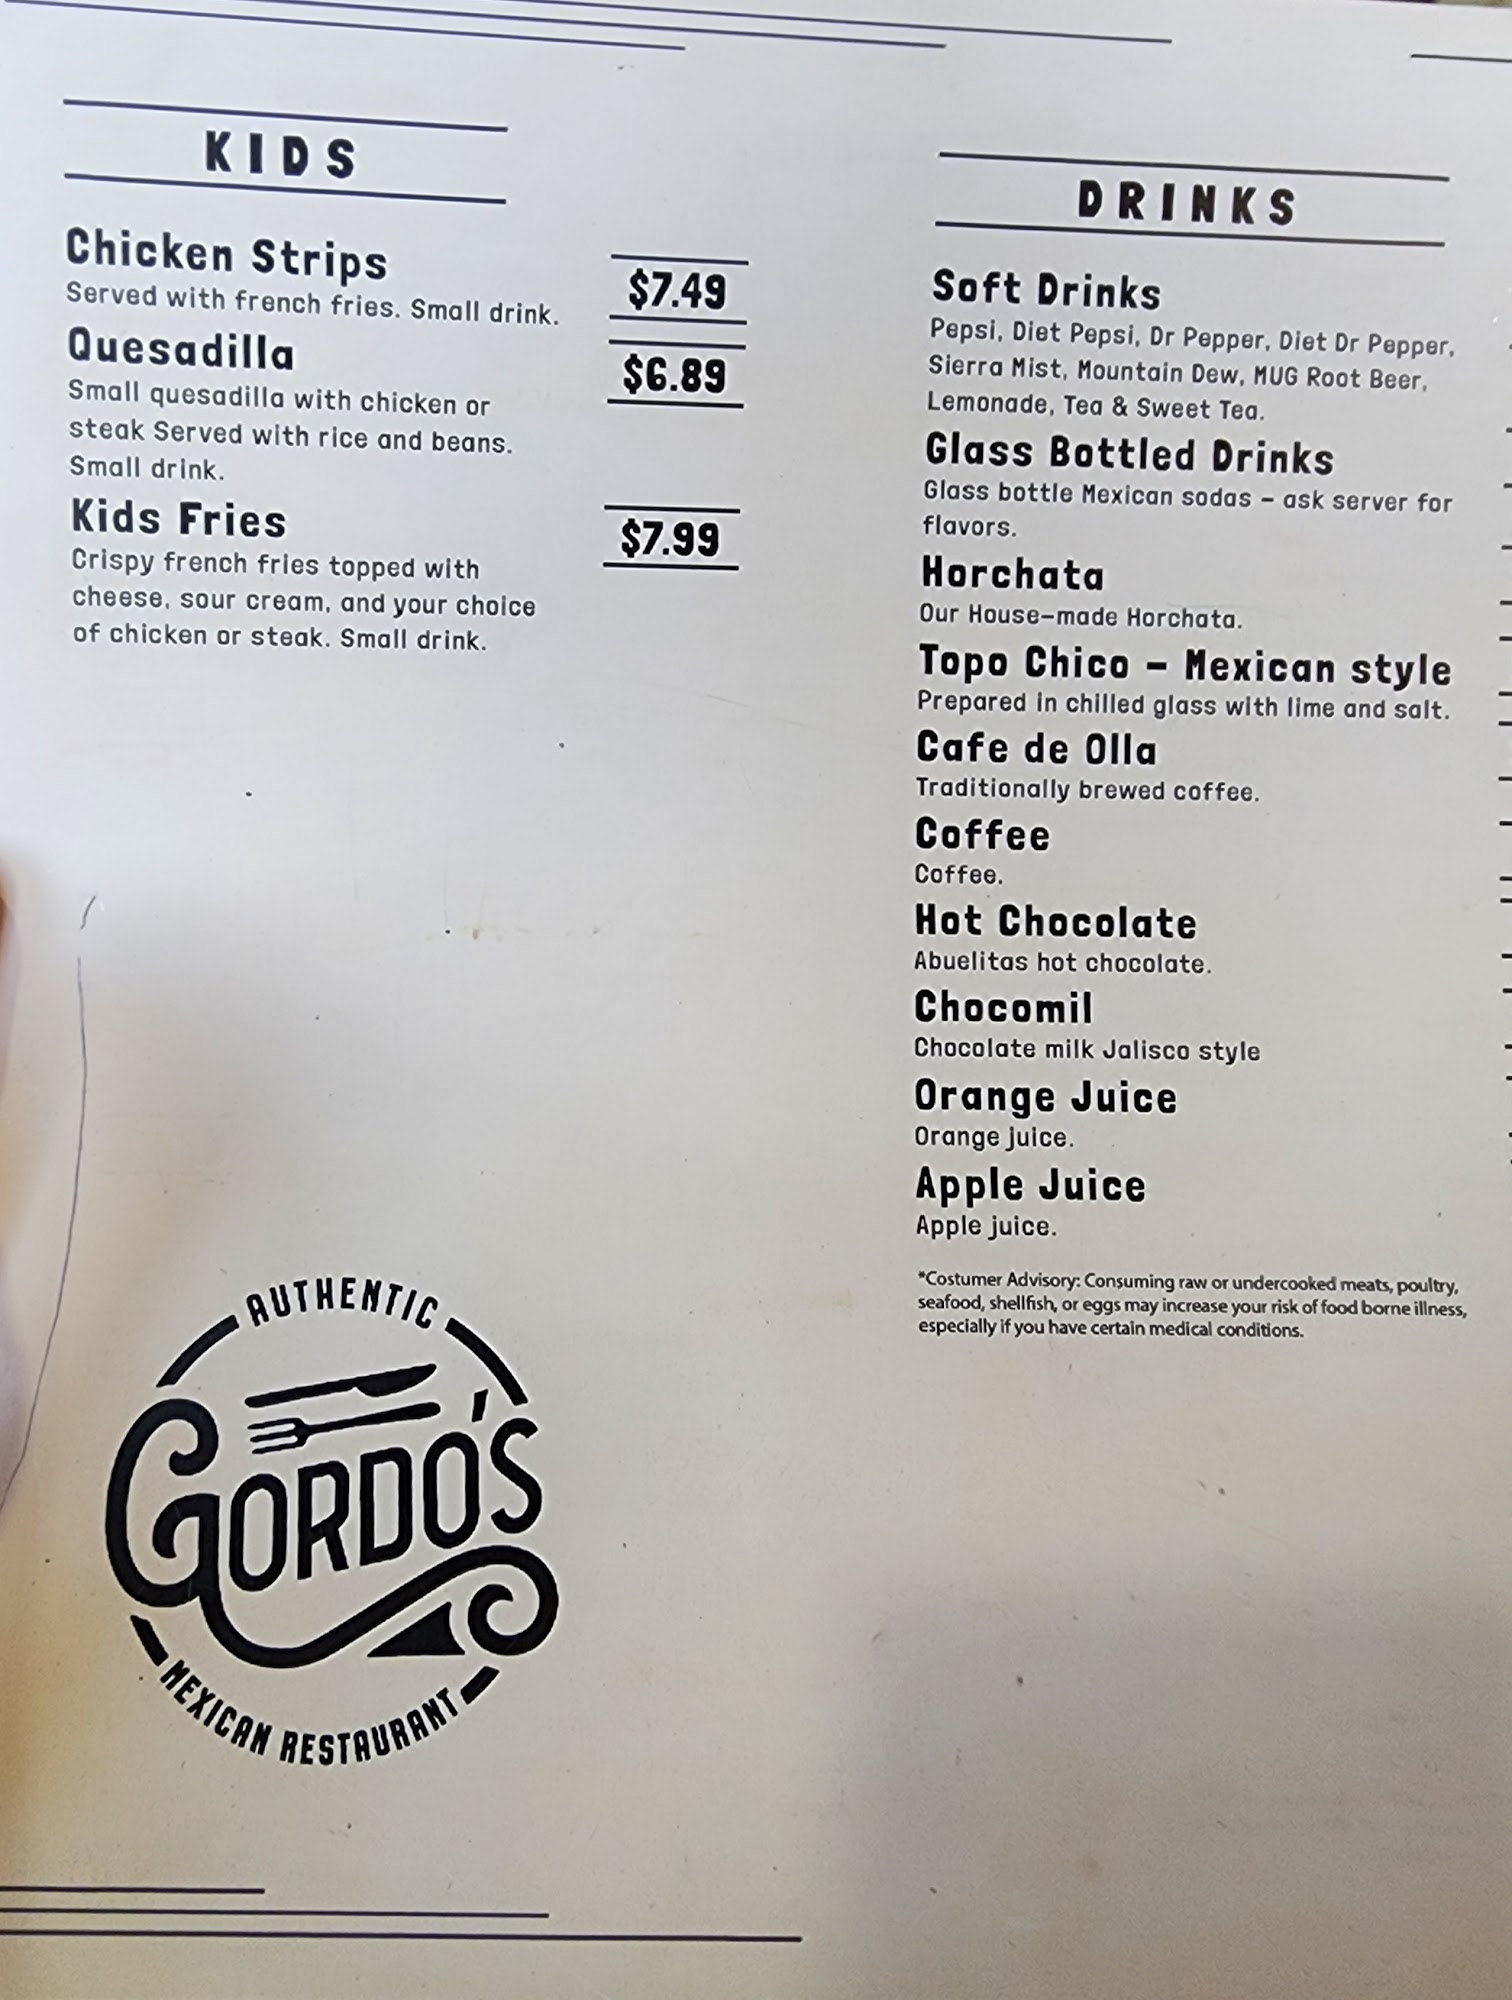 KIDS
Chicken Strips
$7.49
Served with french fries. Small drink.
Quesadilla
$6.89
Small quesadilla with chicken or
steak Served with rice and beans.
Small drink.
Kids Fries
$7.99
Crispy french fries topped with
cheese, sour cream, and your choice
of chicken or steak. Small drink.
AUTHENTIC
GORDO'S
MEXICAN RESTAURANT
DRINKS
Soft Drinks
Pepsi, Diet Pepsi, Dr Pepper, Diet Dr Pepper,
Sierra Mist, Mountain Dew, MUG Root Beer,
Lemonade, Tea & Sweet Tea.
Glass Bottled Drinks
Glass bottle Mexican sodas – ask server for
flavors.
Horchata
Our House-made Horchata.
Topo Chico – Mexican style
Prepared in chilled glass with lime and salt.
Cafe de Olla
Traditionally brewed coffee.
Coffee
Coffee.
Hot Chocolate
Abuelitas hot chocolate.
Chocomil
Chocolate milk Jalisco style
Orange Juice
Orange juice.
Apple Juice
Apple juice.
*Costumer Advisory: Consuming raw or undercooked meats, poultry,
seafood, shellfish, or eggs may increase your risk of food borne illness,
especially if you have certain medical conditions.